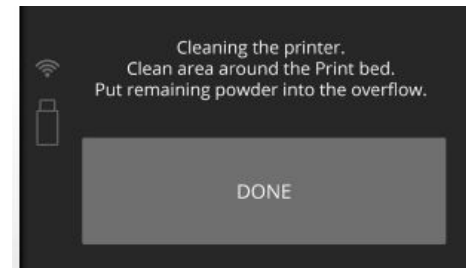 Cleaning the printer.
Clean area around the Print bed.
Put remaining powder into the overflow.
DONE